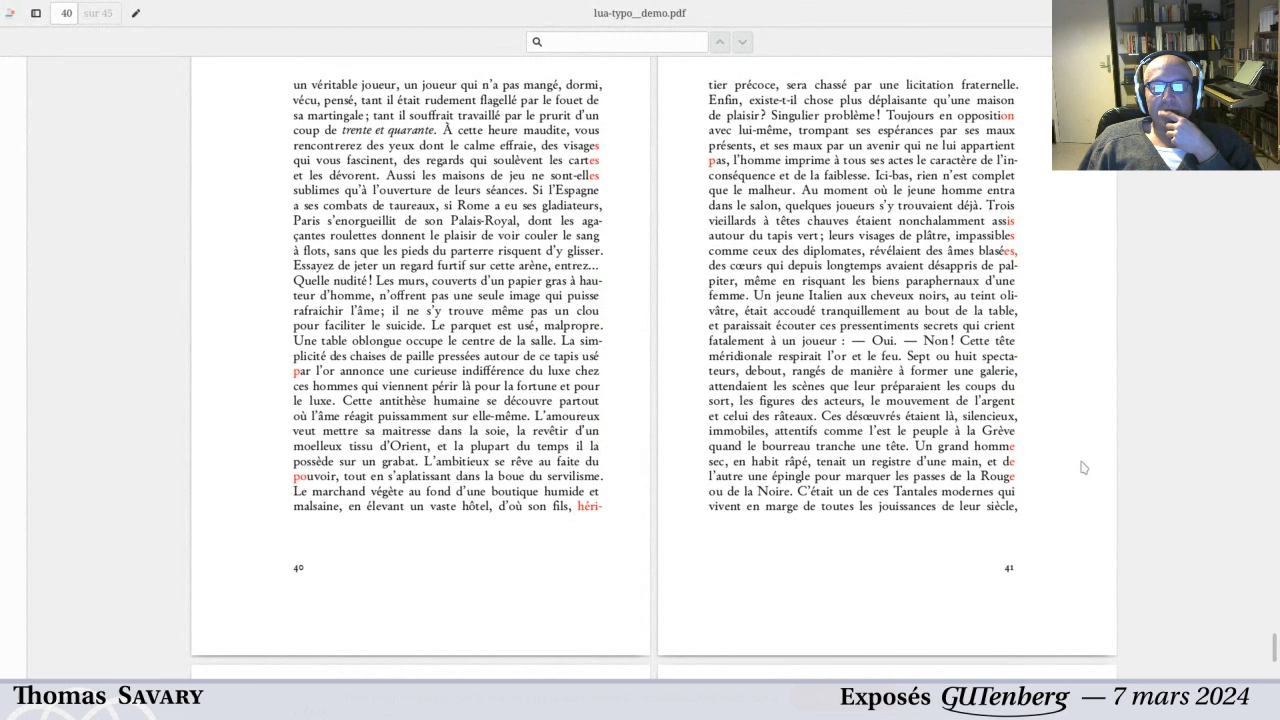 40
sur 45
lua-typo__demo.pdf
un véritable joueur, un joueur qui n’a pas mangé, dormi,
vécu, pensé, tant il était rudement flagellé par le fouet de
sa martingale ; tant il souffrait travaillé par le prurit d’un
coup de trente et quarante. À cette heure maudite, vous
rencontrerez des yeux dont le calme effraie, des visages
qui vous fascinent, des regards qui soulèvent les cartes
et les dévorent. Aussi les maisons de jeu ne sont-elles
sublimes qu’à l’ouverture de leurs séances. Si l’Espagne
a ses combats de taureaux, si Rome a eu ses gladiateurs,
Paris s’enorgueillit de son Palais-Royal, dont les aga-
çantes roulettes donnent le plaisir de voir couler le sang
à flots, sans que les pieds du parterre risquent d’y glisser.
Essayez de jeter un regard furtif sur cette arène, entrez…
Quelle nudité ! Les murs, couverts d’un papier gras à hau-
teur d’homme, n’offrent pas une seule image qui puisse
rafraichir l’âme ; il ne s’y trouve même pas un clou
pour faciliter le suicide. Le parquet est usé, malpropre.
Une table oblongue occupe le centre de la salle. La sim-
plicité des chaises de paille pressées autour de ce tapis usé
par l’or annonce une curieuse indifférence du luxe chez
ces hommes qui viennent périr là pour la fortune et pour
le luxe. Cette antithèse humaine se découvre partout
où l’âme réagit puissamment sur elle-même. L’amoureux
veut mettre sa maitresse dans la soie, la revêtir d’un
moelleux tissu d’Orient, et la plupart du temps il la
possède sur un grabat. L’ambitieux se rêve au faite du
pouvoir, tout en s’aplatissant dans la boue du servilisme.
Le marchand végète au fond d’une boutique humide et
malsaine, en élevant un vaste hôtel, d’où son fils, héri-
40
tier précoce, sera chassé par une licitation fraternelle.
Enfin, existe-t-il chose plus déplaisante qu’une maison
de plaisir ? Singulier problème ! Toujours en opposition
avec lui-même, trompant ses espérances par ses maux
présents, et ses maux par un avenir qui ne lui appartient
pas, l’homme imprime à tous ses actes le caractère de l’in-
conséquence et de la faiblesse. Ici-bas, rien n’est complet
que le malheur. Au moment où le jeune homme entra
dans le salon, quelques joueurs s’y trouvaient déjà. Trois
vieillards à têtes chauves étaient nonchalamment assis
autour du tapis vert ; leurs visages de plâtre, impassibles
comme ceux des diplomates, révélaient des âmes blasées,
des cœurs qui depuis longtemps avaient désappris de pal-
piter, même en risquant les biens paraphernaux d’une
femme. Un jeune Italien aux cheveux noirs, au teint oli-
vâtre, était accoudé tranquillement au bout de la table,
et paraissait écouter ces pressentiments secrets qui crient
fatalement à un joueur : — Oui. — Non ! Cette tête
méridionale respirait l’or et le feu. Sept ou huit specta-
teurs, debout, rangés de manière à former une galerie,
attendaient les scènes que leur préparaient les coups du
sort, les figures des acteurs, le mouvement de l’argent
et celui des râteaux. Ces désœuvrés étaient là, silencieux,
immobiles, attentifs comme l’est le peuple à la Grève
quand le bourreau tranche une tête. Un grand homme
sec, en habit râpé, tenait un registre d’une main, et de
l’autre une épingle pour marquer les passes de la Rouge
ou de la Noire. C’était un de ces Tantales modernes qui
vivent en marge de toutes les jouissances de leur siècle,
41
Thomas SAVARY
Exposés GUTenberg — 7 mars 2024